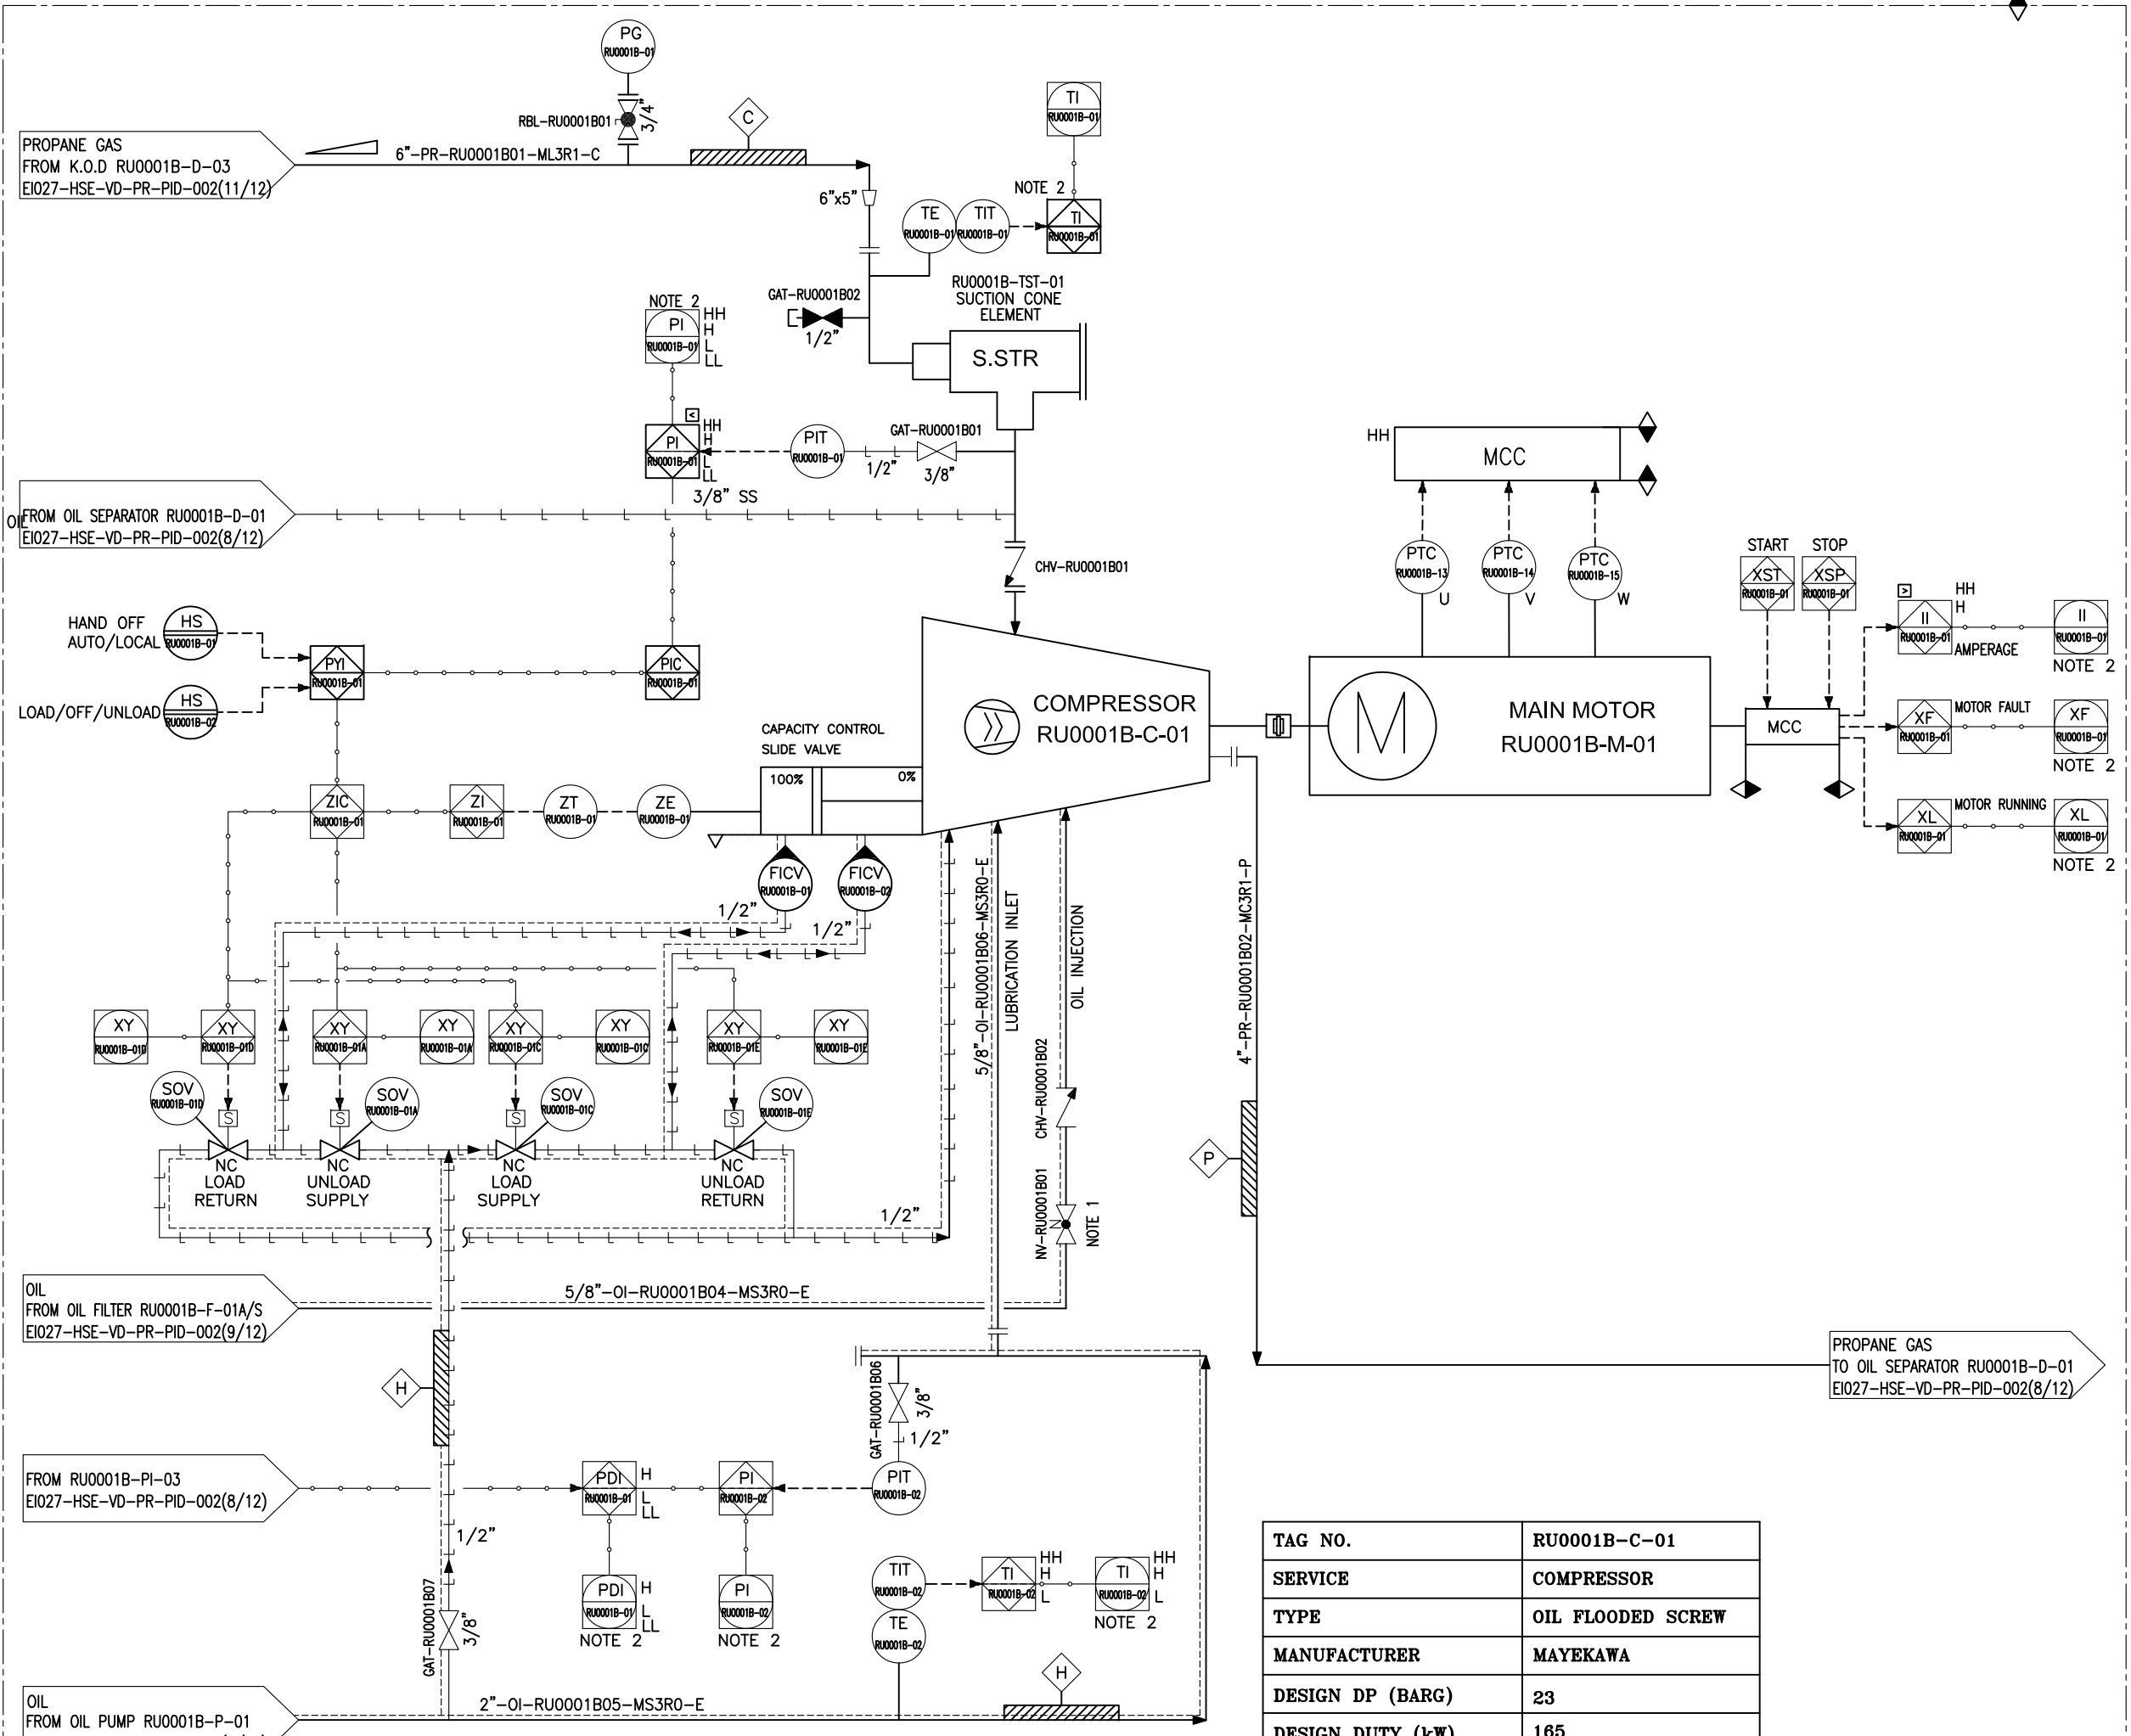 PG
RU0001B-01
RBL-RU0001B01
3/4"
C
TI
RU0001B-01
PROPANE GAS
FROM K.O.D RU0001B-D-03
EI027-HSE-VD-PR-PID-002(11/12)
6"-PR-RU0001B01-ML3R1-C
6"x5"
NOTE 2
TE
RU0001B-01
TIT
RU0001B-01
TI
RU0001B-01
RU0001B-TST-01
SUCTION CONE
ELEMENT
GAT-RU0001B02
1/2"
S.STR
NOTE 2
PI
RU0001B-01
HH
H
L
LL
<
PI
RU0001B-01
HH
H
L
LL
PIT
RU0001B-01
GAT-RU0001B01
1/2"
3/8"
3/8" SS
OIL
FROM OIL SEPARATOR RU0001B-D-01
EI027-HSE-VD-PR-PID-002(8/12)
CHV-RU0001B01
HH
MCC
PTC
RU0001B-13
U
PTC
RU0001B-14
V
PTC
RU0001B-15
W
START
XST
RU0001B-01
STOP
XSP
RU0001B-01
>
HH
H
II
RU0001B-01
AMPERAGE
II
RU0001B-01
NOTE 2
HAND OFF
AUTO/LOCAL
HS
RU0001B-01
LOAD/OFF/UNLOAD
HS
RU0001B-02
PYI
RU0001B-01
PIC
RU0001B-01
COMPRESSOR
RU0001B-C-01
M
MAIN MOTOR
RU0001B-M-01
MCC
XF
RU0001B-01
MOTOR FAULT
XF
RU0001B-01
NOTE 2
XL
RU0001B-01
MOTOR RUNNING
XL
RU0001B-01
NOTE 2
CAPACITY CONTROL
SLIDE VALVE
100%
0%
ZIC
RU0001B-01
ZI
RU0001B-01
ZT
RU0001B-01
ZE
RU0001B-01
FICV
RU0001B-01
FICV
RU0001B-02
1/2"
1/2"
5/8"-OI-RU0001B06-MS3R0-E
LUBRICATION INLET
OIL INJECTION
4"-PR-RU0001B02-MC3R1-P
XY
RU0001B-01D
XY
RU0001B-01D
XY
RU0001B-01A
XY
RU0001B-01A
XY
RU0001B-01C
XY
RU0001B-01C
XY
RU0001B-01E
XY
RU0001B-01E
SOV
RU0001B-01D
S
S
SOV
RU0001B-01A
S
SOV
RU0001B-01C
S
SOV
RU0001B-01E
NC
LOAD
RETURN
NC
UNLOAD
SUPPLY
NC
LOAD
SUPPLY
NC
UNLOAD
RETURN
1/2"
CHV-RU0001B02
NV-RU0001B01
N
NOTE 1
P
OIL
FROM OIL FILTER RU0001B-F-01A/S
EI027-HSE-VD-PR-PID-002(9/12)
5/8"-OI-RU0001B04-MS3R0-E
H
GAT-RU0001B06
3/8"
1/2"
PROPANE GAS
TO OIL SEPARATOR RU0001B-D-01
EI027-HSE-VD-PR-PID-002(8/12)
FROM RU0001B-PI-03
EI027-HSE-VD-PR-PID-002(8/12)
PDI
RU0001B-01
H
L
LL
PI
RU0001B-02
PIT
RU0001B-02
1/2"
GAT-RU0001B07
3/8"
PDI
RU0001B-01
H
L
LL
NOTE 2
PI
RU0001B-02
NOTE 2
TIT
RU0001B-02
TE
RU0001B-02
TI
RU0001B-02
HH
H
L
TI
RU0001B-02
HH
H
L
NOTE 2
H
OIL
FROM OIL PUMP RU0001B-P-01
2"-OI-RU0001B05-MS3R0-E
TAG NO. RU0001B-C-01
SERVICE COMPRESSOR
TYPE OIL FLOODED SCREW
MANUFACTURER MAYEKAWA
DESIGN DP (BARG) 23
DESIGN DUTY (kW) 165